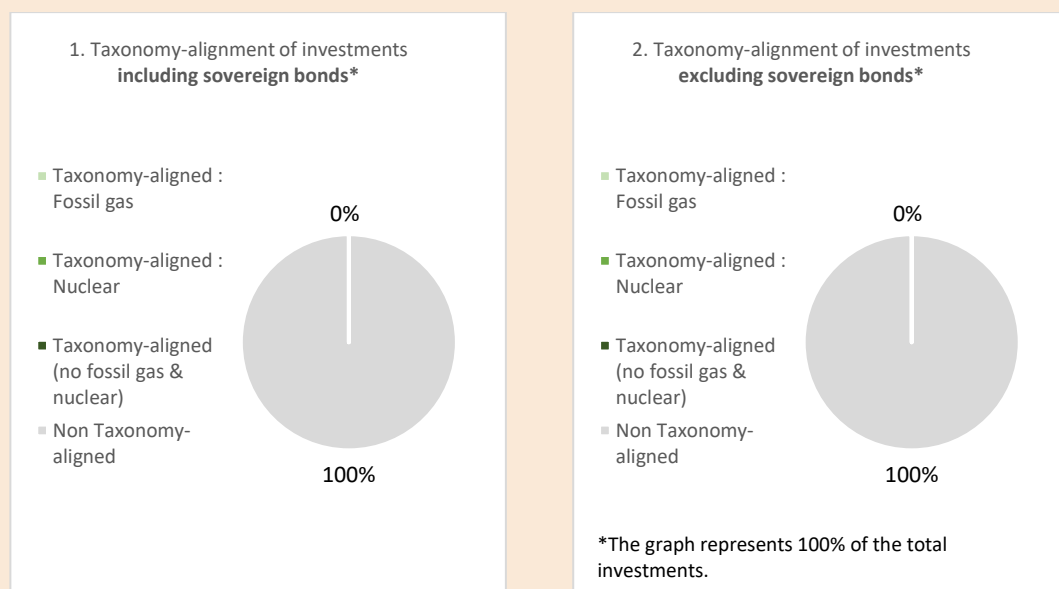 1. Taxonomy-alignment of investments
including sovereign bonds*
Taxonomy-aligned :
Fossil gas
Taxonomy-aligned :
Nuclear
Taxonomy-aligned
(no fossil gas &
nuclear)
Non Taxonomy-
aligned
0%
100%
2. Taxonomy-alignment of investments
excluding sovereign bonds*
Taxonomy-aligned :
Fossil gas
Taxonomy-aligned :
Nuclear
Taxonomy-aligned
(no fossil gas &
nuclear)
Non Taxonomy-
aligned
0%
100%
*The graph represents 100% of the total
investments.